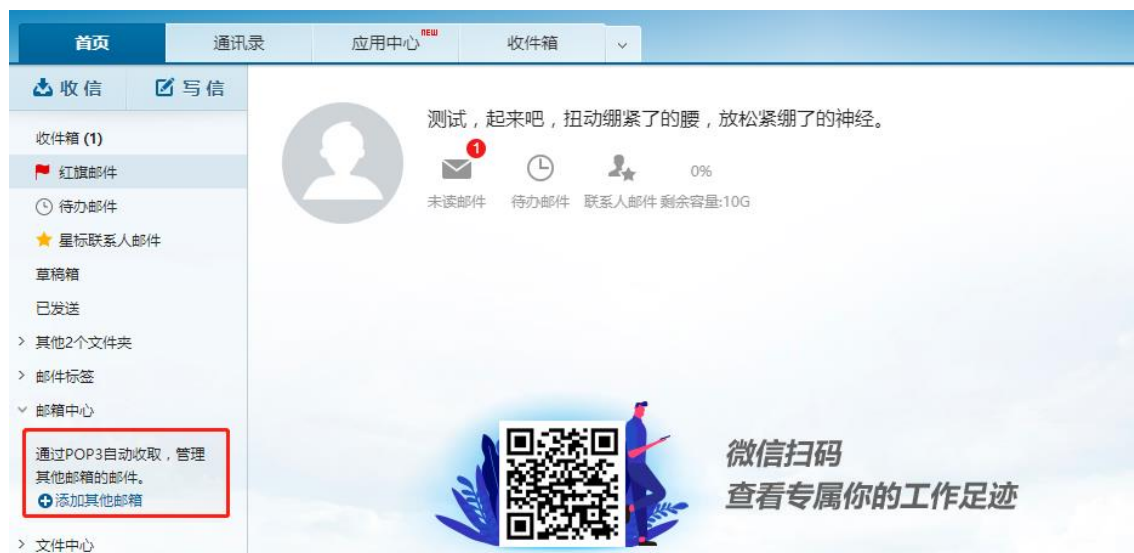 首页
通讯录
应用中心
NEW
收件箱
收信
写信
收件箱 (1)
红旗邮件
待办邮件
星标联系人邮件
草稿箱
已发送
其他2个文件夹
邮件标签
邮箱中心
通过POP3自动收取，管理
其他邮箱的邮件。
添加其他邮箱
文件中心
测试，起来吧，扭动绷紧了的腰，放松紧绷了的神经。
1
0%
未读邮件
待办邮件
联系人邮件
剩余容量:10G
微信扫码
查看专属你的工作足迹